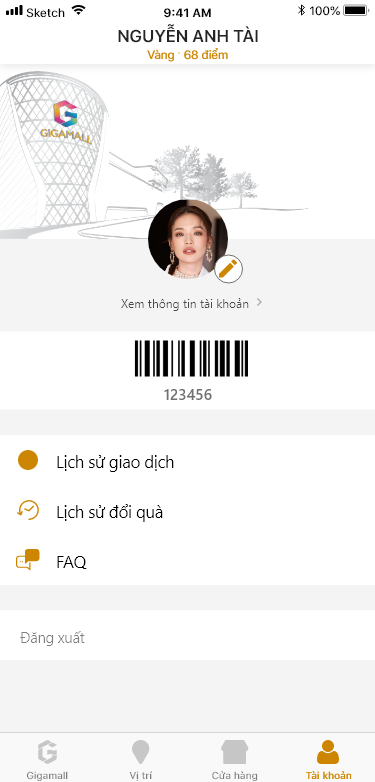 Sketch
9:41 AM
100%
NGUYỄN ANH TÀI
Vàng · 68 điểm
GIGAMALL
Xem thông tin tài khoản
123456
Lịch sử giao dịch
Lịch sử đổi quà
FAQ
Đăng xuất
Gigamall
Vị trí
Cửa hàng
Tài khoản